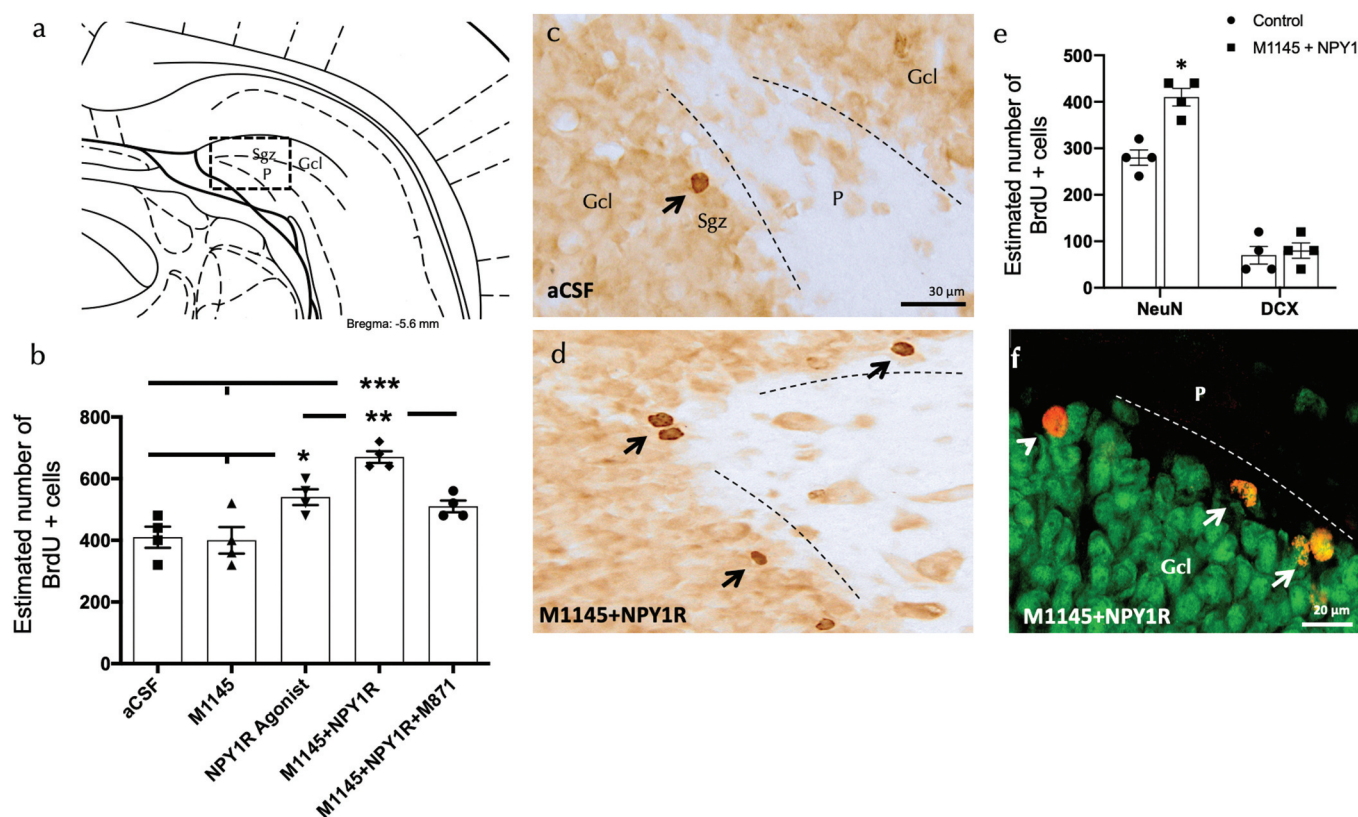 a
Sgz
Gcl
P
Bregma: -5.6 mm
b
Estimated number of
BrdU + cells
800
600
400
200
0
***
**
*
aCSF
M1145
NPY1R Agonist
M1145+NPY1R
M1145+NPY1R+M871
c
Gcl
Gcl
Sgz
P
aCSF
30 µm
d
M1145+NPY1R
e
Control
M1145 + NPY1
Estimated number of
BrdU + cells
500
400
300
200
100
0
*
NeuN
DCX
f
P
Gcl
M1145+NPY1R
20 µm